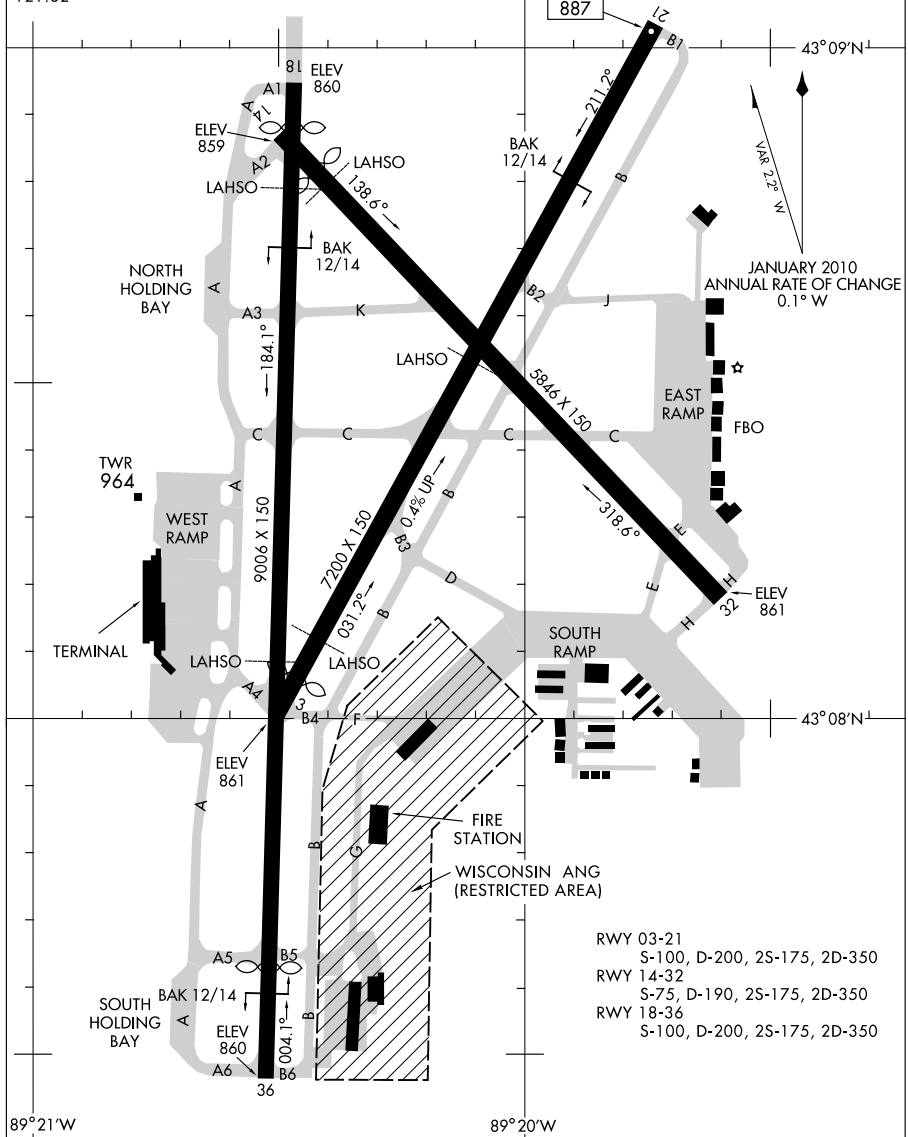 887
21
B1
43°09'N
18
ELEV
860
A1
A
14
211.2°
ELEV
859
BAK
12/14
VAR 2.2° W
A2
LAHSO
LAHSO
138.6°
B
BAK
12/14
JANUARY 2010
ANNUAL RATE OF CHANGE
0.1° W
NORTH
HOLDING
BAY
A
B2
J
A3
K
184.1°
LAHSO
5846 X 150
EAST
RAMP
FBO
C
C
C
C
TWR
964
A
0.4% UP
B
9006 X 150
7200 X 150
318.6°
WEST
RAMP
E
B3
D
E
H
ELEV
861
32
H
031.2°
B
TERMINAL
SOUTH
RAMP
LAHSO
LAHSO
A4
3
B4
F
43°08'N
ELEV
861
A
B
G
FIRE
STATION
WISCONSIN ANG
(RESTRICTED AREA)
RWY 03-21
S-100, D-200, 2S-175, 2D-350
RWY 14-32
S-75, D-190, 2S-175, 2D-350
RWY 18-36
S-100, D-200, 2S-175, 2D-350
A5
B5
BAK 12/14
SOUTH
HOLDING
BAY
A
ELEV
860
004.1°
B
A6
B6
36
89°21'W
89°20'W